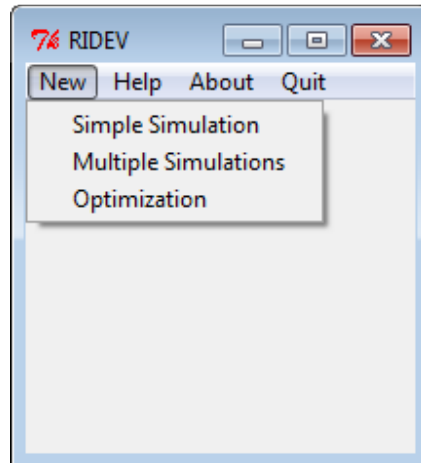 RIDEV
New Help About Quit
Simple Simulation
Multiple Simulations
Optimization